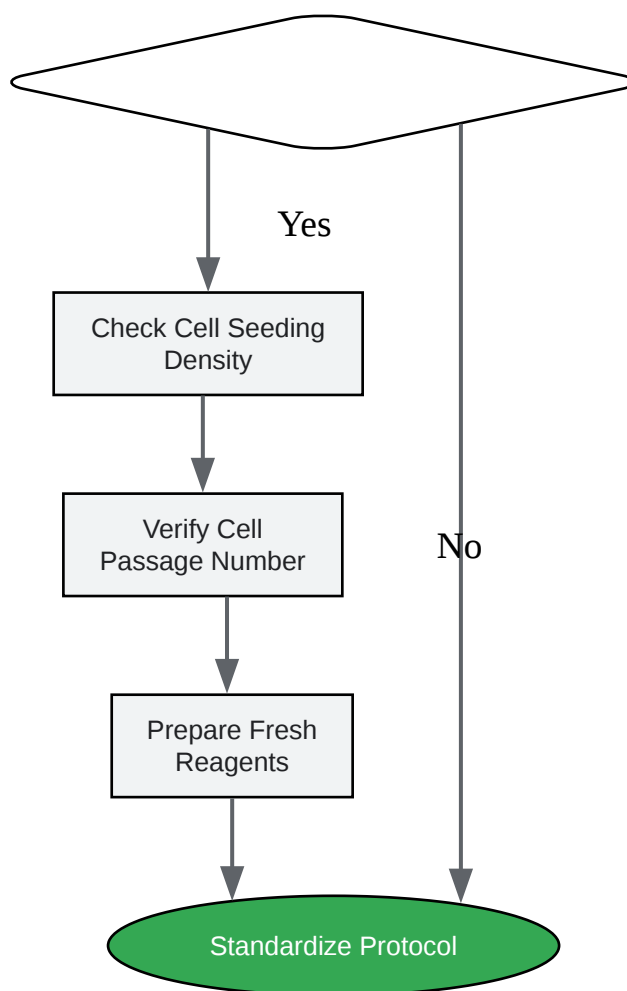 Yes
Check Cell Seeding
Density
Verify Cell
Passage Number
No
Prepare Fresh
Reagents
Standardize Protocol